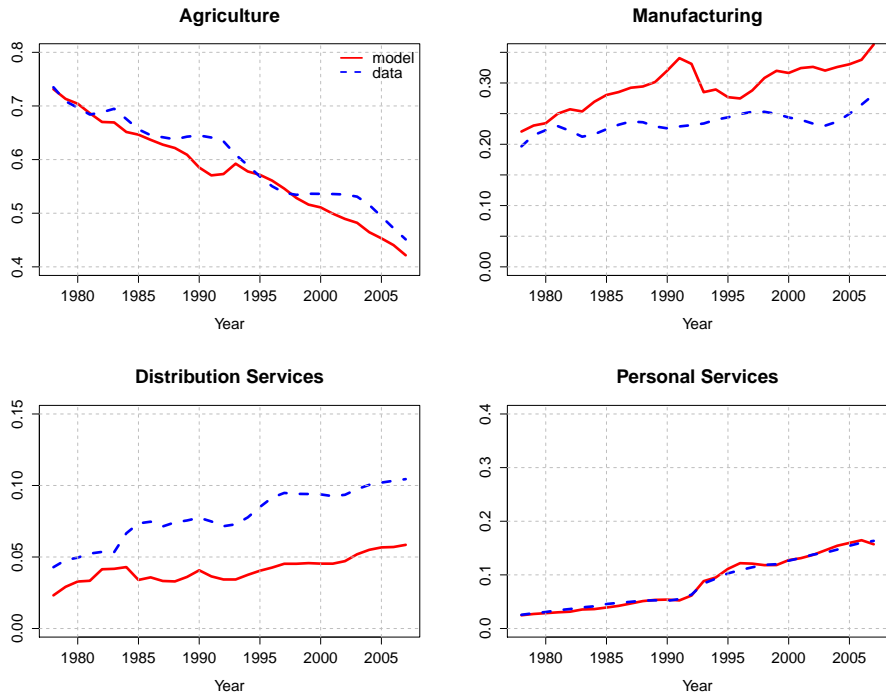 Agriculture
0.8
0.7
0.6
0.5
0.4
model
data
1980 1985 1990 1995 2000 2005
Year
Manufacturing
0.30
0.20
0.10
0.00
1980 1985 1990 1995 2000 2005
Year
Distribution Services
0.15
0.10
0.05
0.00
1980 1985 1990 1995 2000 2005
Year
Personal Services
0.4
0.3
0.2
0.1
0.0
1980 1985 1990 1995 2000 2005
Year